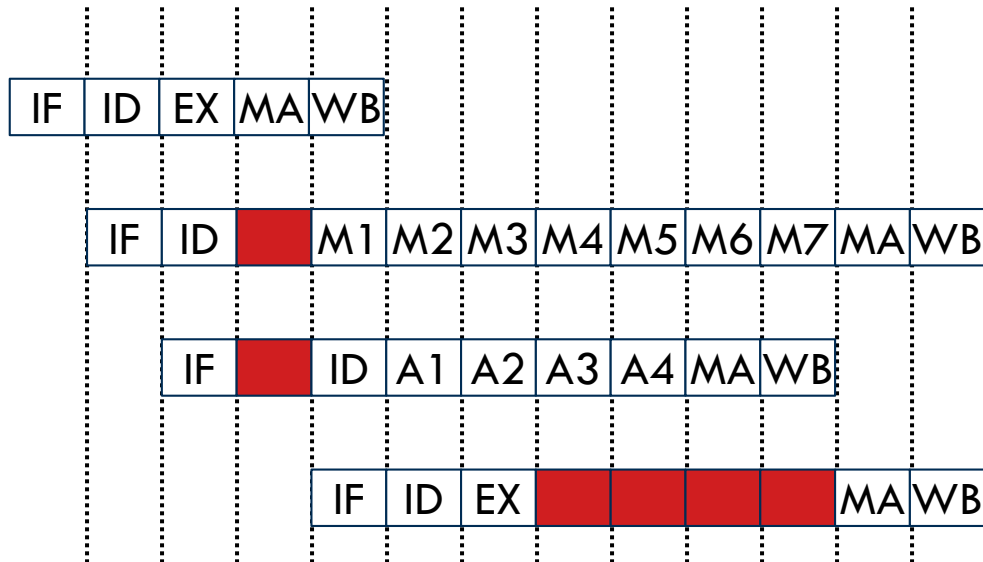 IF ID EX MA WB
IF ID M1 M2 M3 M4 M5 M6 M7 MA WB
IF ID A1 A2 A3 A4 MA WB
IF ID EX MA WB